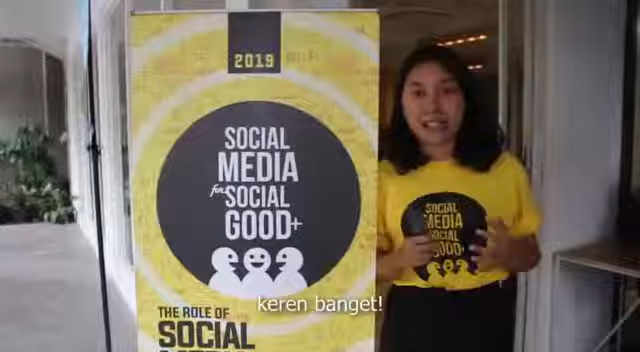 2019
SOCIAL
MEDIA
for SOCIAL
GOOD+
THE ROLE OF
SOCIAL
SOCIAL
MEDIA
SOCIAL
GOOD+
keren banget!